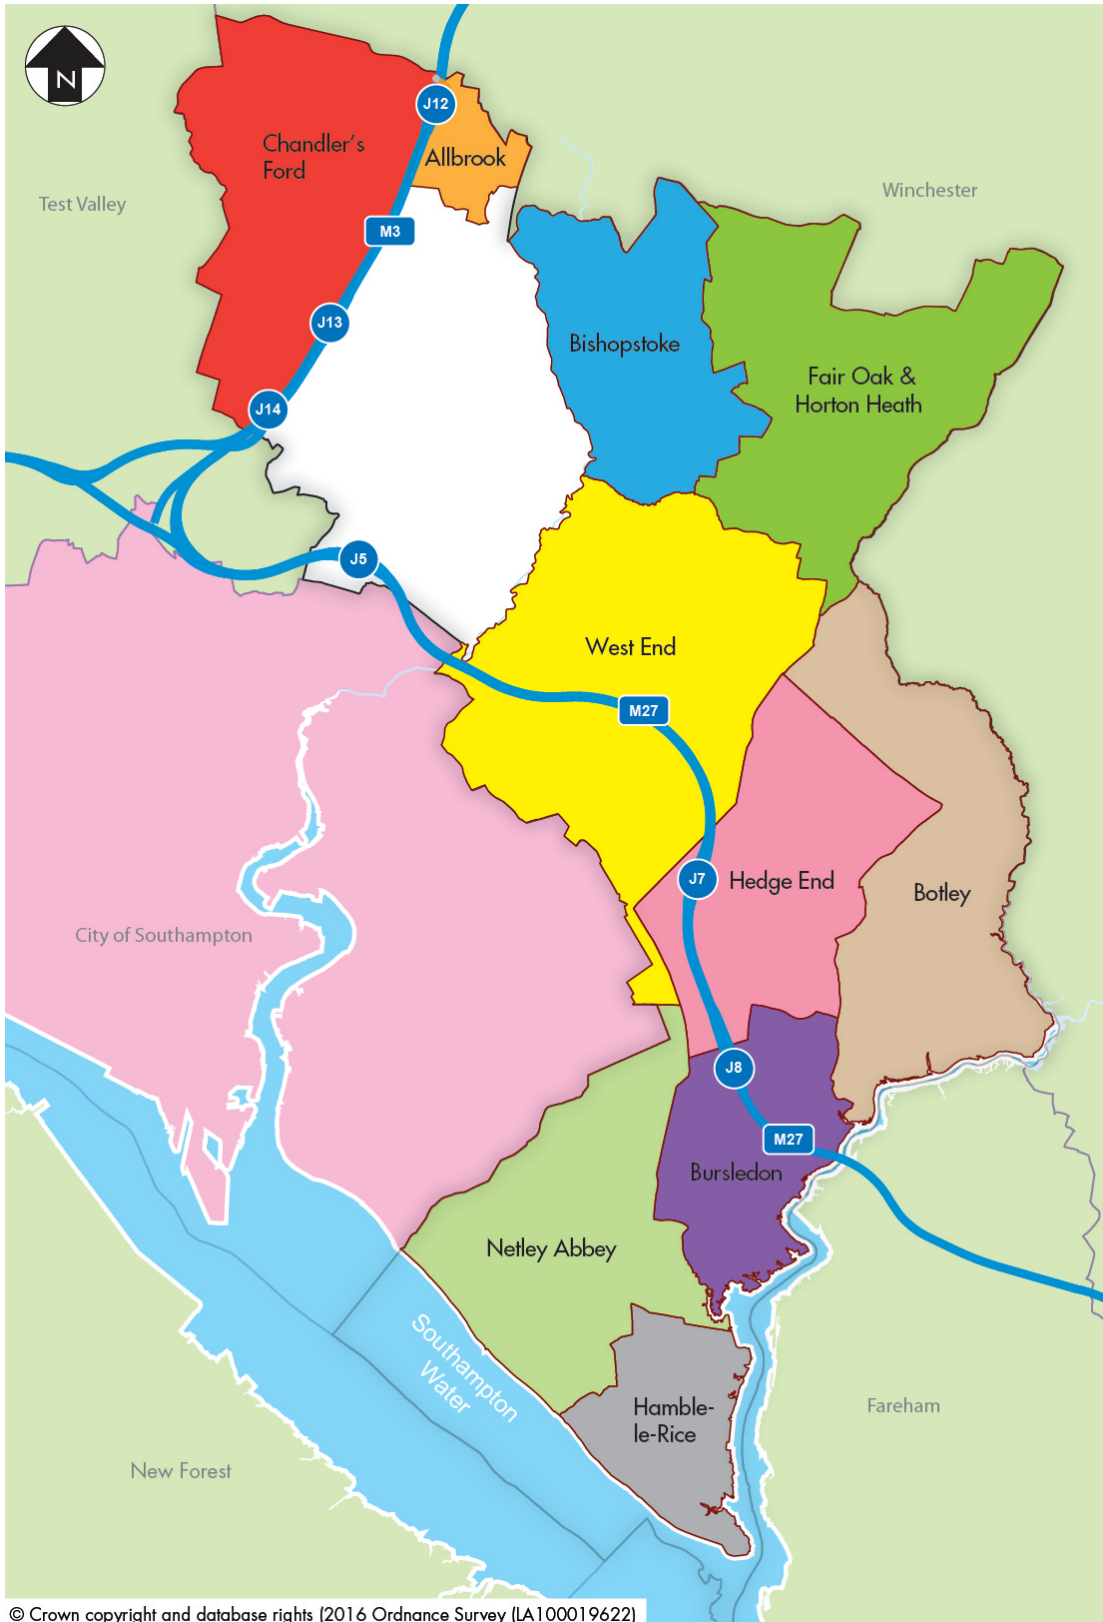 N
J12
Chandler's
Ford
Allbrook
Test Valley
Winchester
M3
J13
Bishopstoke
Fair Oak &
Horton Heath
J14
J5
West End
M27
J7
Hedge End
Botley
City of Southampton
J8
M27
Bursledon
Netley Abbey
Southampton
Water
Hamble-
le-Rice
Fareham
New Forest
© Crown copyright and database rights (2016 Ordnance Survey (LA100019622)